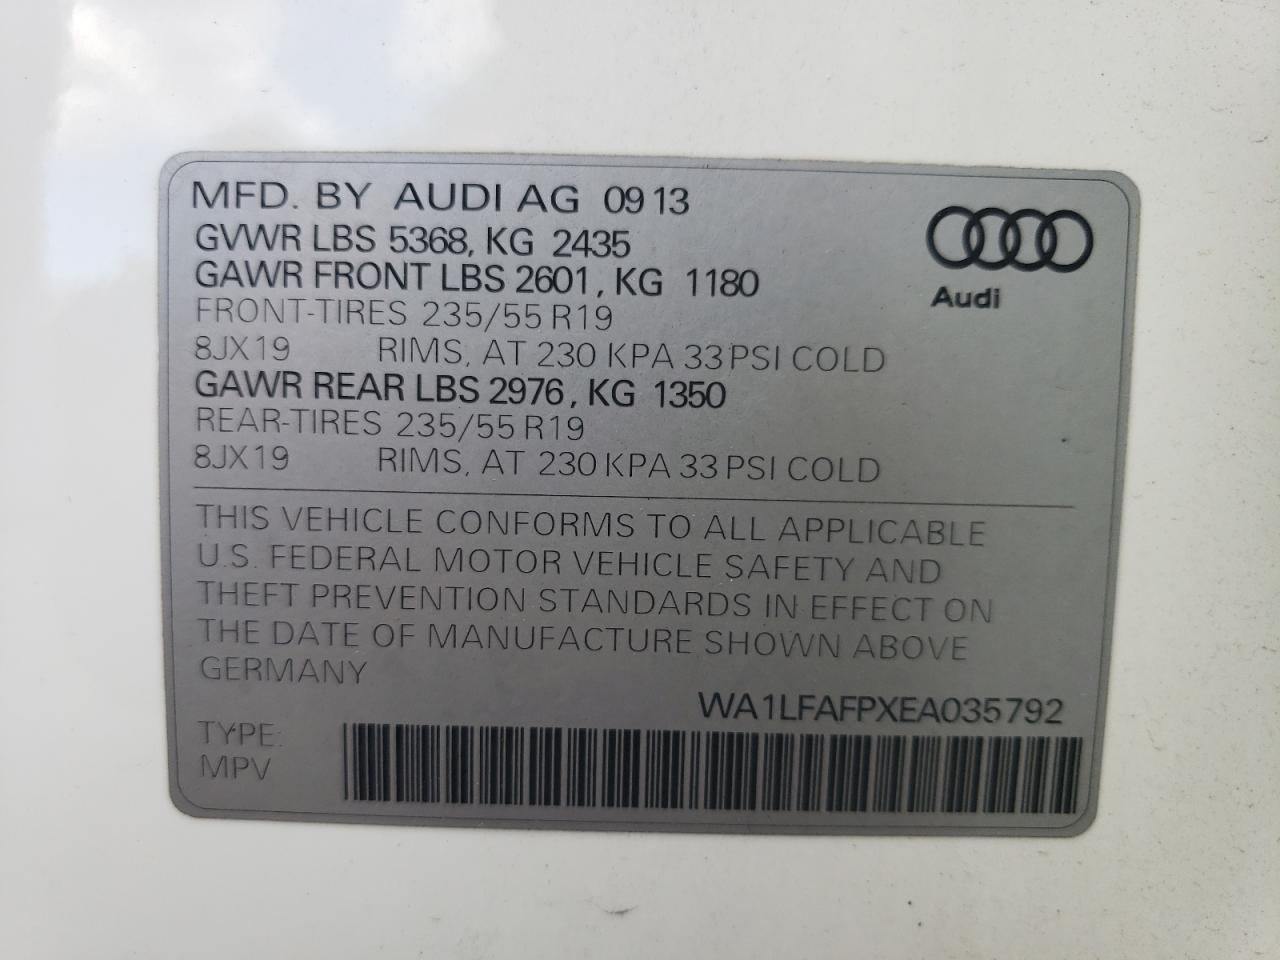 MFD. BY AUDI AG 09 13
GVWR LBS 5368, KG 2435
GAWR FRONT LBS 2601, KG 1180
FRONT-TIRES 235/55 R19
8JX19 RIMS, AT 230 KPA 33 PSI COLD
GAWR REAR LBS 2976, KG 1350
REAR-TIRES 235/55 R19
8JX19 RIMS, AT 230 KPA 33 PSI COLD
Audi
THIS VEHICLE CONFORMS TO ALL APPLICABLE
U.S. FEDERAL MOTOR VEHICLE SAFETY AND
THEFT PREVENTION STANDARDS IN EFFECT ON
THE DATE OF MANUFACTURE SHOWN ABOVE
GERMANY
WA1LFAFPXEA035792
TYPE:
MPV